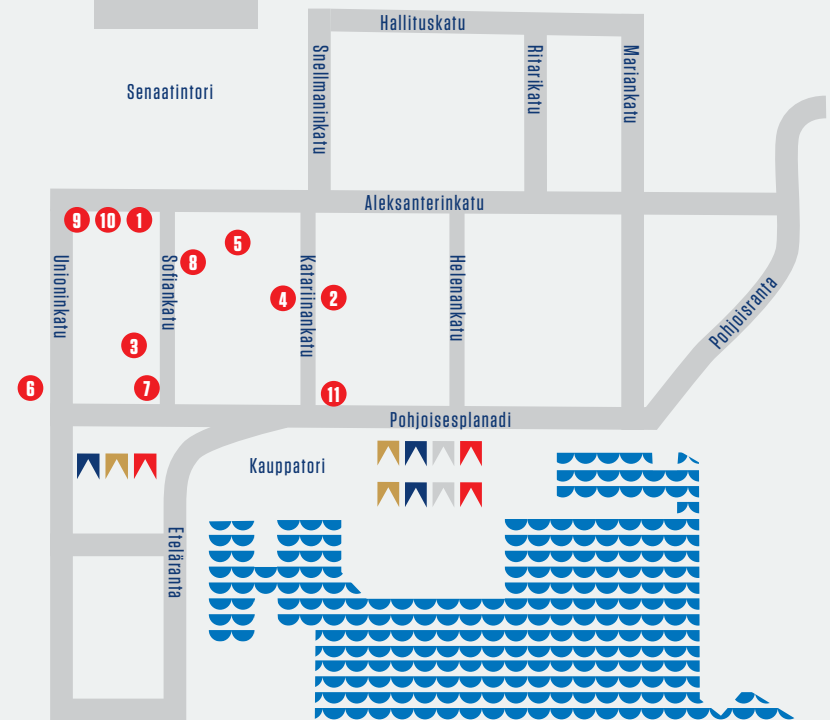 Hallituskatu
Snellmaninkatu
Ritarikatu
Mariankatu
Senaatintori
Aleksanterinkatu
9
10
1
5
8
Unioninkatu
Sofiankatu
Katariinankatu
Helenankatu
4
2
Pohjoisranta
3
6
7
11
Pohjoisesplanadi
Kauppatori
Eteläranta